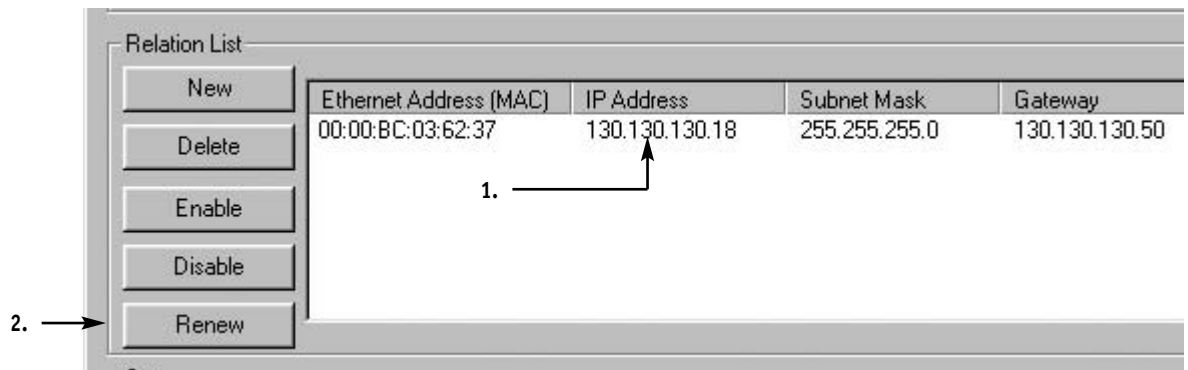 Relation List
New
Delete
Enable
Disable
Renew
Ethernet Address (MAC) IP Address Subnet Mask Gateway
00:00:BC:03:62:37 130.130.130.18 255.255.255.0 130.130.130.50
1.
2.